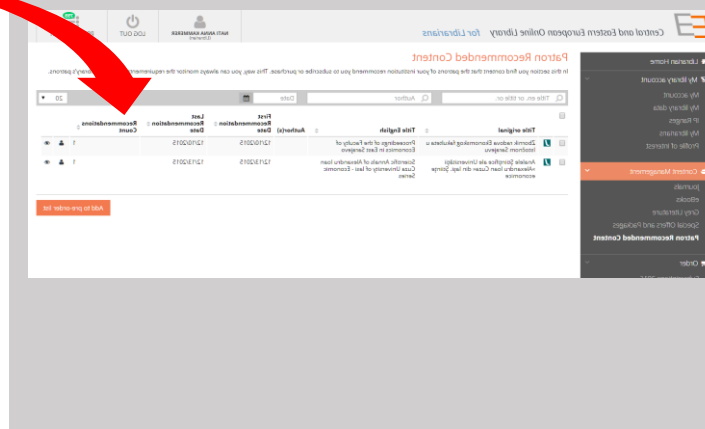 Central and Eastern European Online Library for Librarians
(Librarian)
LOG OUT
Librarian Home
My library account
My account
My library data
IP Ranges
My librarians
Profile of interest
Content Management
Journals
eBooks
Grey Literature
Special Offers and Packages
Patron Recommended Content
Order
Patron Recommended Content
In this section you find content that the patrons of your institution recommend you to subscribe or purchase. This way, you can always monitor the library's patrons.
Title en. or title or.
Author
Date
20
Title original
Title English
Author(s)
First Recommendation Date
Last Recommendation Date
Recommendations Count
Zbornik radova Ekonomskog fakulteta u Istočnom Sarajevu
Proceedings of the Faculty of Economics in East Sarajevo
12/10/2015
12/10/2015
1
Analele Ştiinţifice ale Universităţii »Alexandru Ioan Cuza« din Iaşi. Ştiinţe economice
Scientific Annals of Alexandru Ioan Cuza University of Iasi - Economic Series
12/13/2015
12/13/2015
1
Add to pre-order list